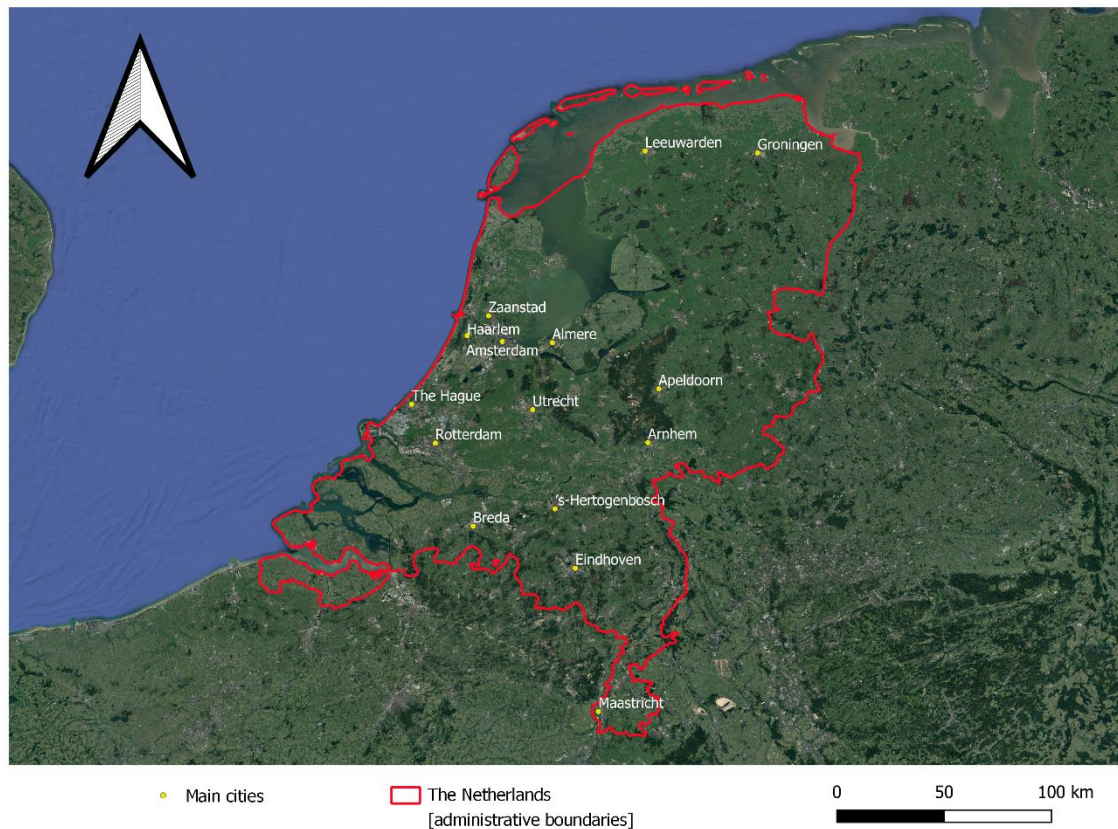 Leeuwarden
Groningen
Zaanstad
Haarlem
Amsterdam
Almere
Apeldoorn
The Hague
Utrecht
Rotterdam
Arnhem
's-Hertogenbosch
Breda
Eindhoven
Maastricht
Main cities
The Netherlands
[administrative boundaries]
0 50 100 km